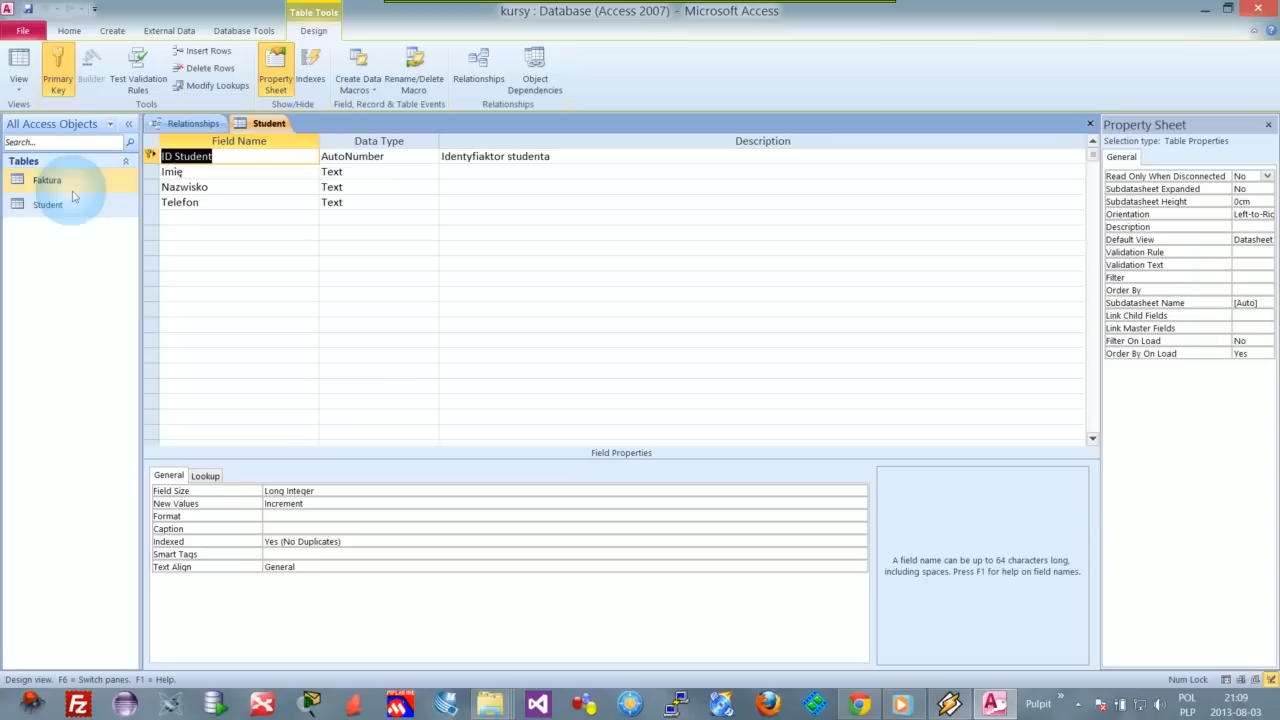 kursy : Database (Access 2007) - Microsoft Access
Table Tools
File Home Create External Data Database Tools Design
View
Views
Primary Key
Builder
Test Validation Rules
Insert Rows
Delete Rows
Modify Lookups
Tools
Property Sheet
Indexes
Show/Hide
Create Data Macros
Rename/Delete Macro
Field, Record & Table Events
Relationships
Object Dependencies
Relationships
All Access Objects
Search...
Tables
Faktura
Student
Relationships Student
Field Name Data Type Description
ID Student AutoNumber Identyfiaktor studenta
Imię Text
Nazwisko Text
Telefon Text
Field Properties
General Lookup
Field Size Long Integer
New Values Increment
Format
Caption
Indexed Yes (No Duplicates)
Smart Tags
Text Align General
A field name can be up to 64 characters long,
including spaces. Press F1 for help on field names.
Property Sheet
Selection type: Table Properties
General
Read Only When Disconnected No
Subdatasheet Expanded No
Subdatasheet Height 0cm
Orientation Left-to-Rig
Description
Default View Datasheet
Validation Rule
Validation Text
Filter
Order By
Subdatasheet Name [Auto]
Link Child Fields
Link Master Fields
Filter On Load No
Order By On Load Yes
Design view. F6 = Switch panes. F1 = Help.
Num Lock
Pulpit
POL
PLP
21:09
2013-08-03